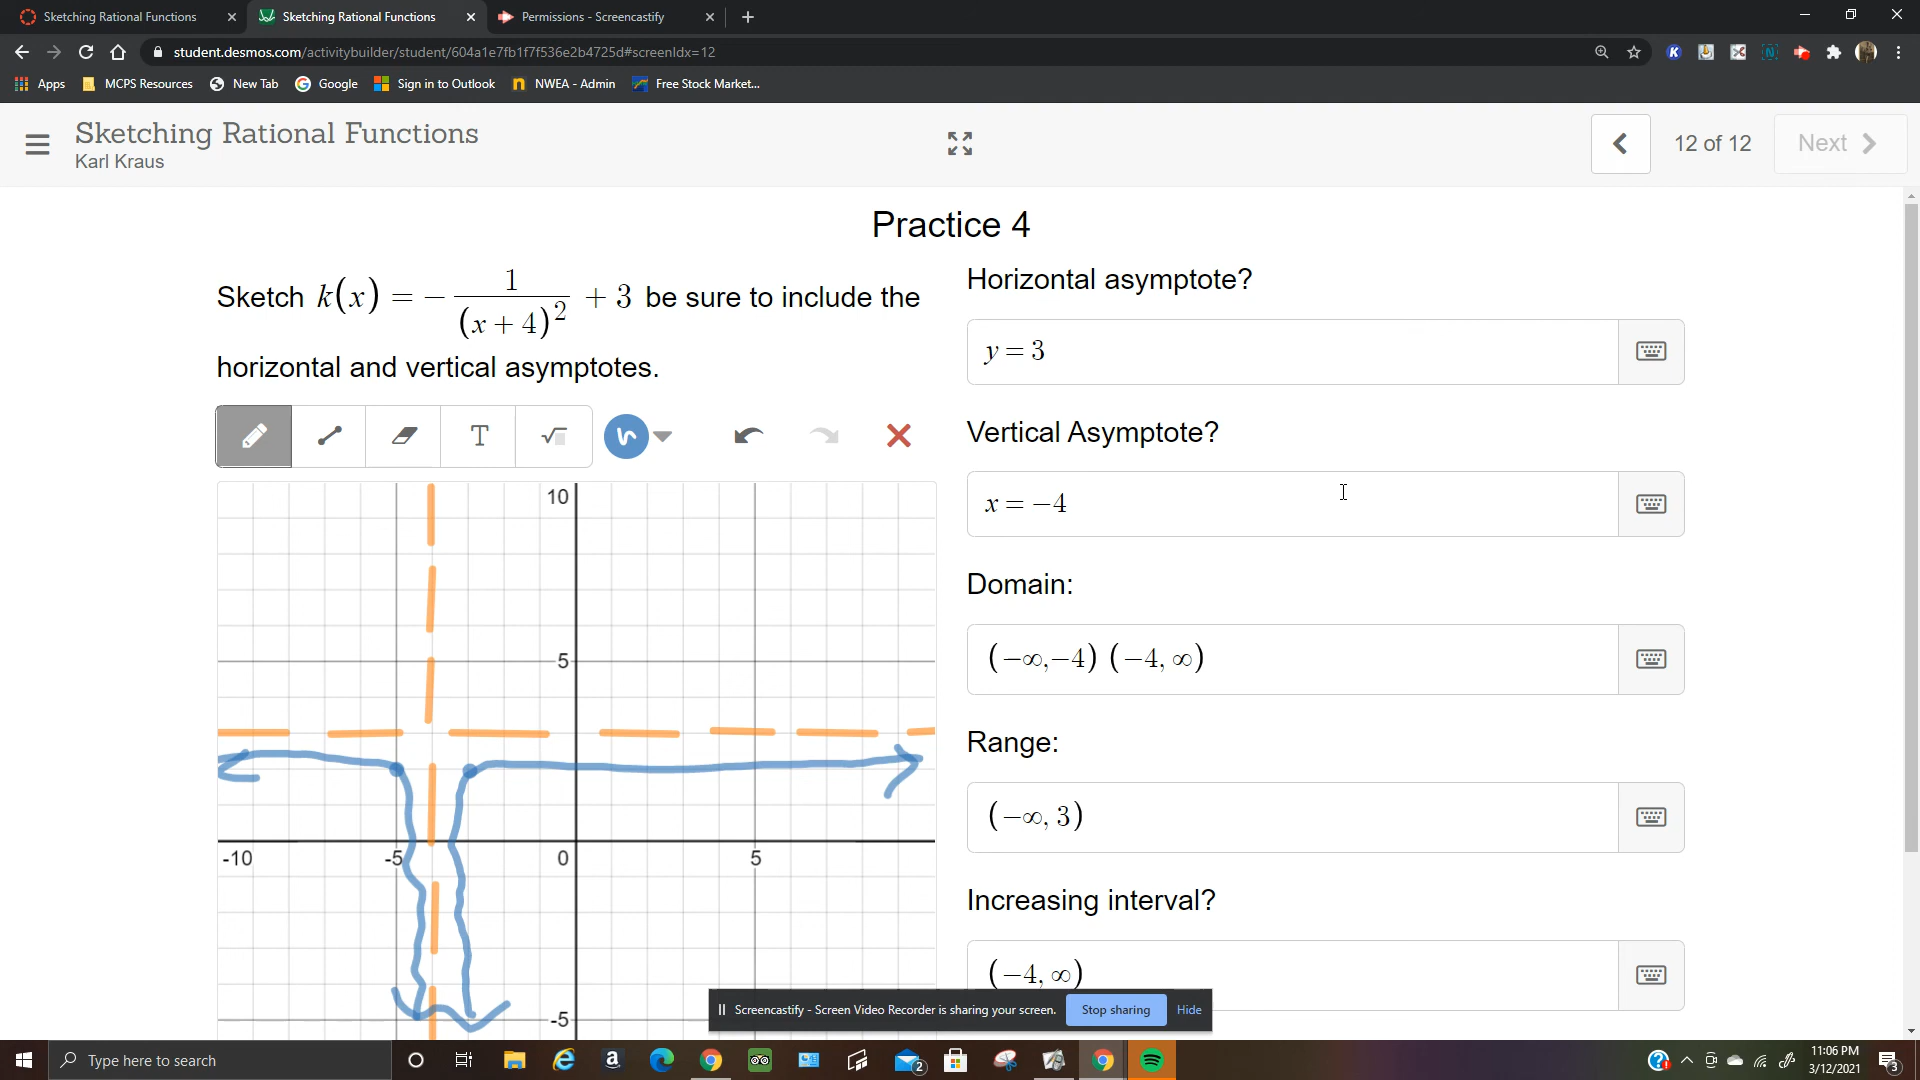 Sketching Rational Functions
Sketching Rational Functions
Permissions - Screencastify
student.desmos.com/activitybuilder/student/604a1e7fb1f7f536e2b4725d#screenIdx=12
Apps MCPS Resources New Tab Google Sign in to Outlook NWEA - Admin Free Stock Market...
Sketching Rational Functions
Karl Kraus
12 of 12
Next
Practice 4
Sketch k(x) = -1/(x + 4)^2 + 3 be sure to include the
horizontal and vertical asymptotes.
T
10
5
-10
-5
0
5
-5
Horizontal asymptote?
y = 3
Vertical Asymptote?
x = -4
Domain:
(-∞,-4) (-4, ∞)
Range:
(-∞, 3)
Increasing interval?
(-4, ∞)
Screencastify - Screen Video Recorder is sharing your screen. Stop sharing Hide
Type here to search
2
11:06 PM
3/12/2021
3